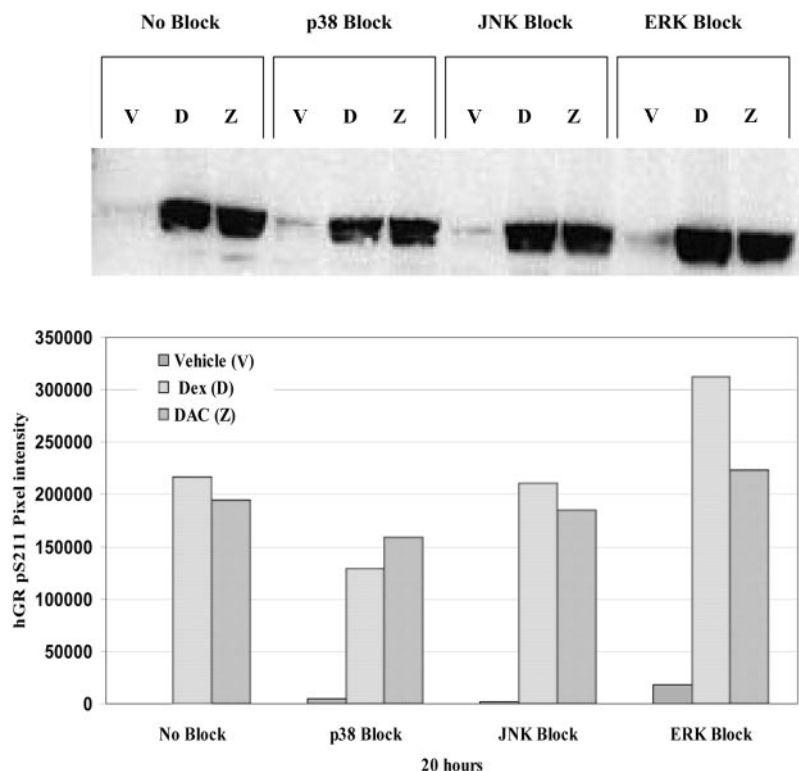 No Block p38 Block JNK Block ERK Block
V D Z V D Z V D Z V D Z
350000
300000
250000
200000
150000
100000
50000
0
hGR pS211 Pixel intensity
Vehicle (V)
Dex (D)
DAC (Z)
No Block p38 Block JNK Block ERK Block
20 hours